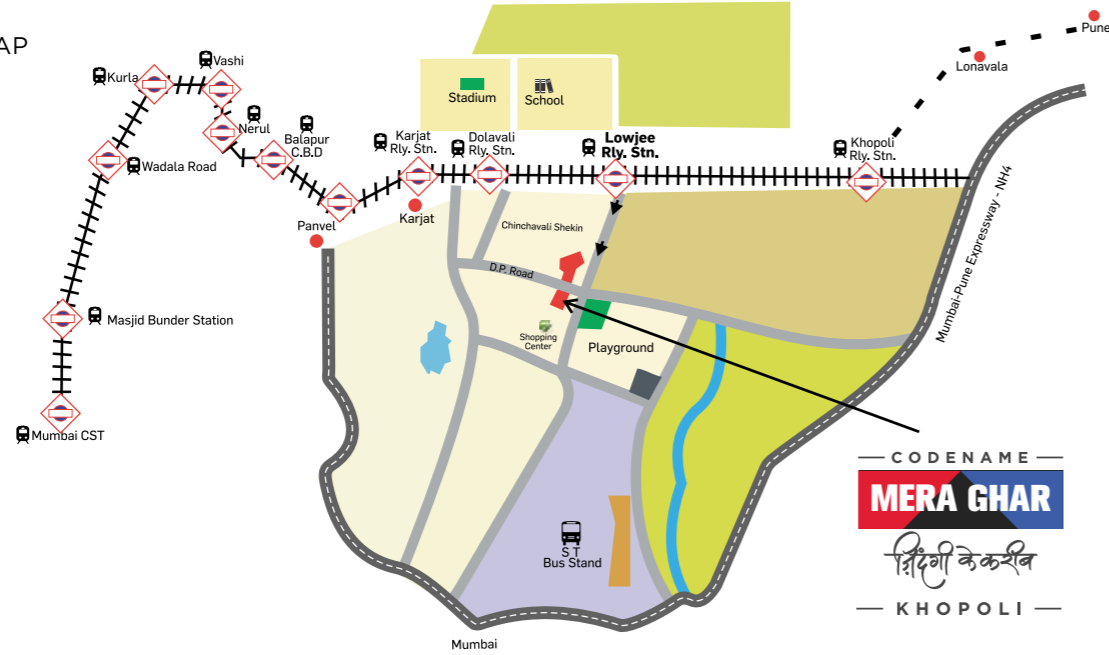 AP
Pune
Lonavala
Vashi
Kurla
Stadium
School
Nerul
Balapur
C.B.D
Karjat
Rly. Stn.
Dolavali
Rly. Stn.
Lowjee
Rly. Stn.
Khopoli
Rly. Stn.
Wadala Road
Panvel
Karjat
Chinchavali Shekin
D.P. Road
Mumbai-Pune Expressway - NH4
Masjid Bunder Station
Shopping
Center
Playground
Mumbai CST
CODENAME
MERA GHAR
ज़िंदगी के करीब
KHOPOLI
S T
Bus Stand
Mumbai